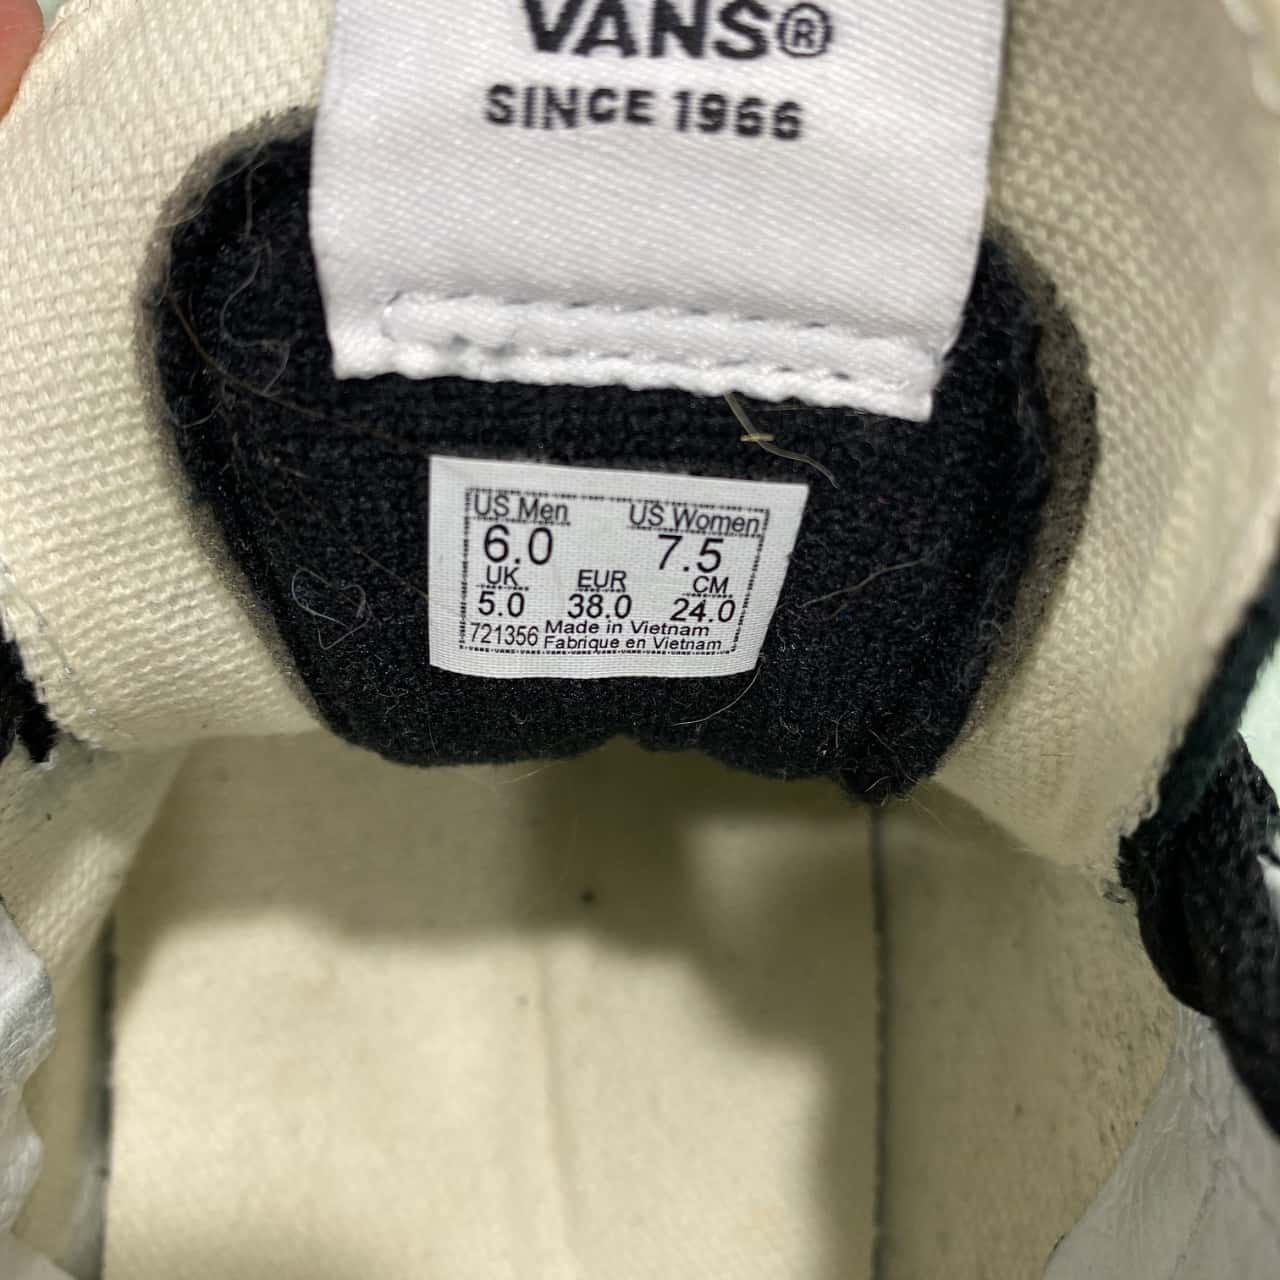 VANS®
SINCE 1966
US Men US Women
6.0 7.5
UK EUR CM
5.0 38.0 24.0
721356 Made in Vietnam
Fabrique en Vietnam